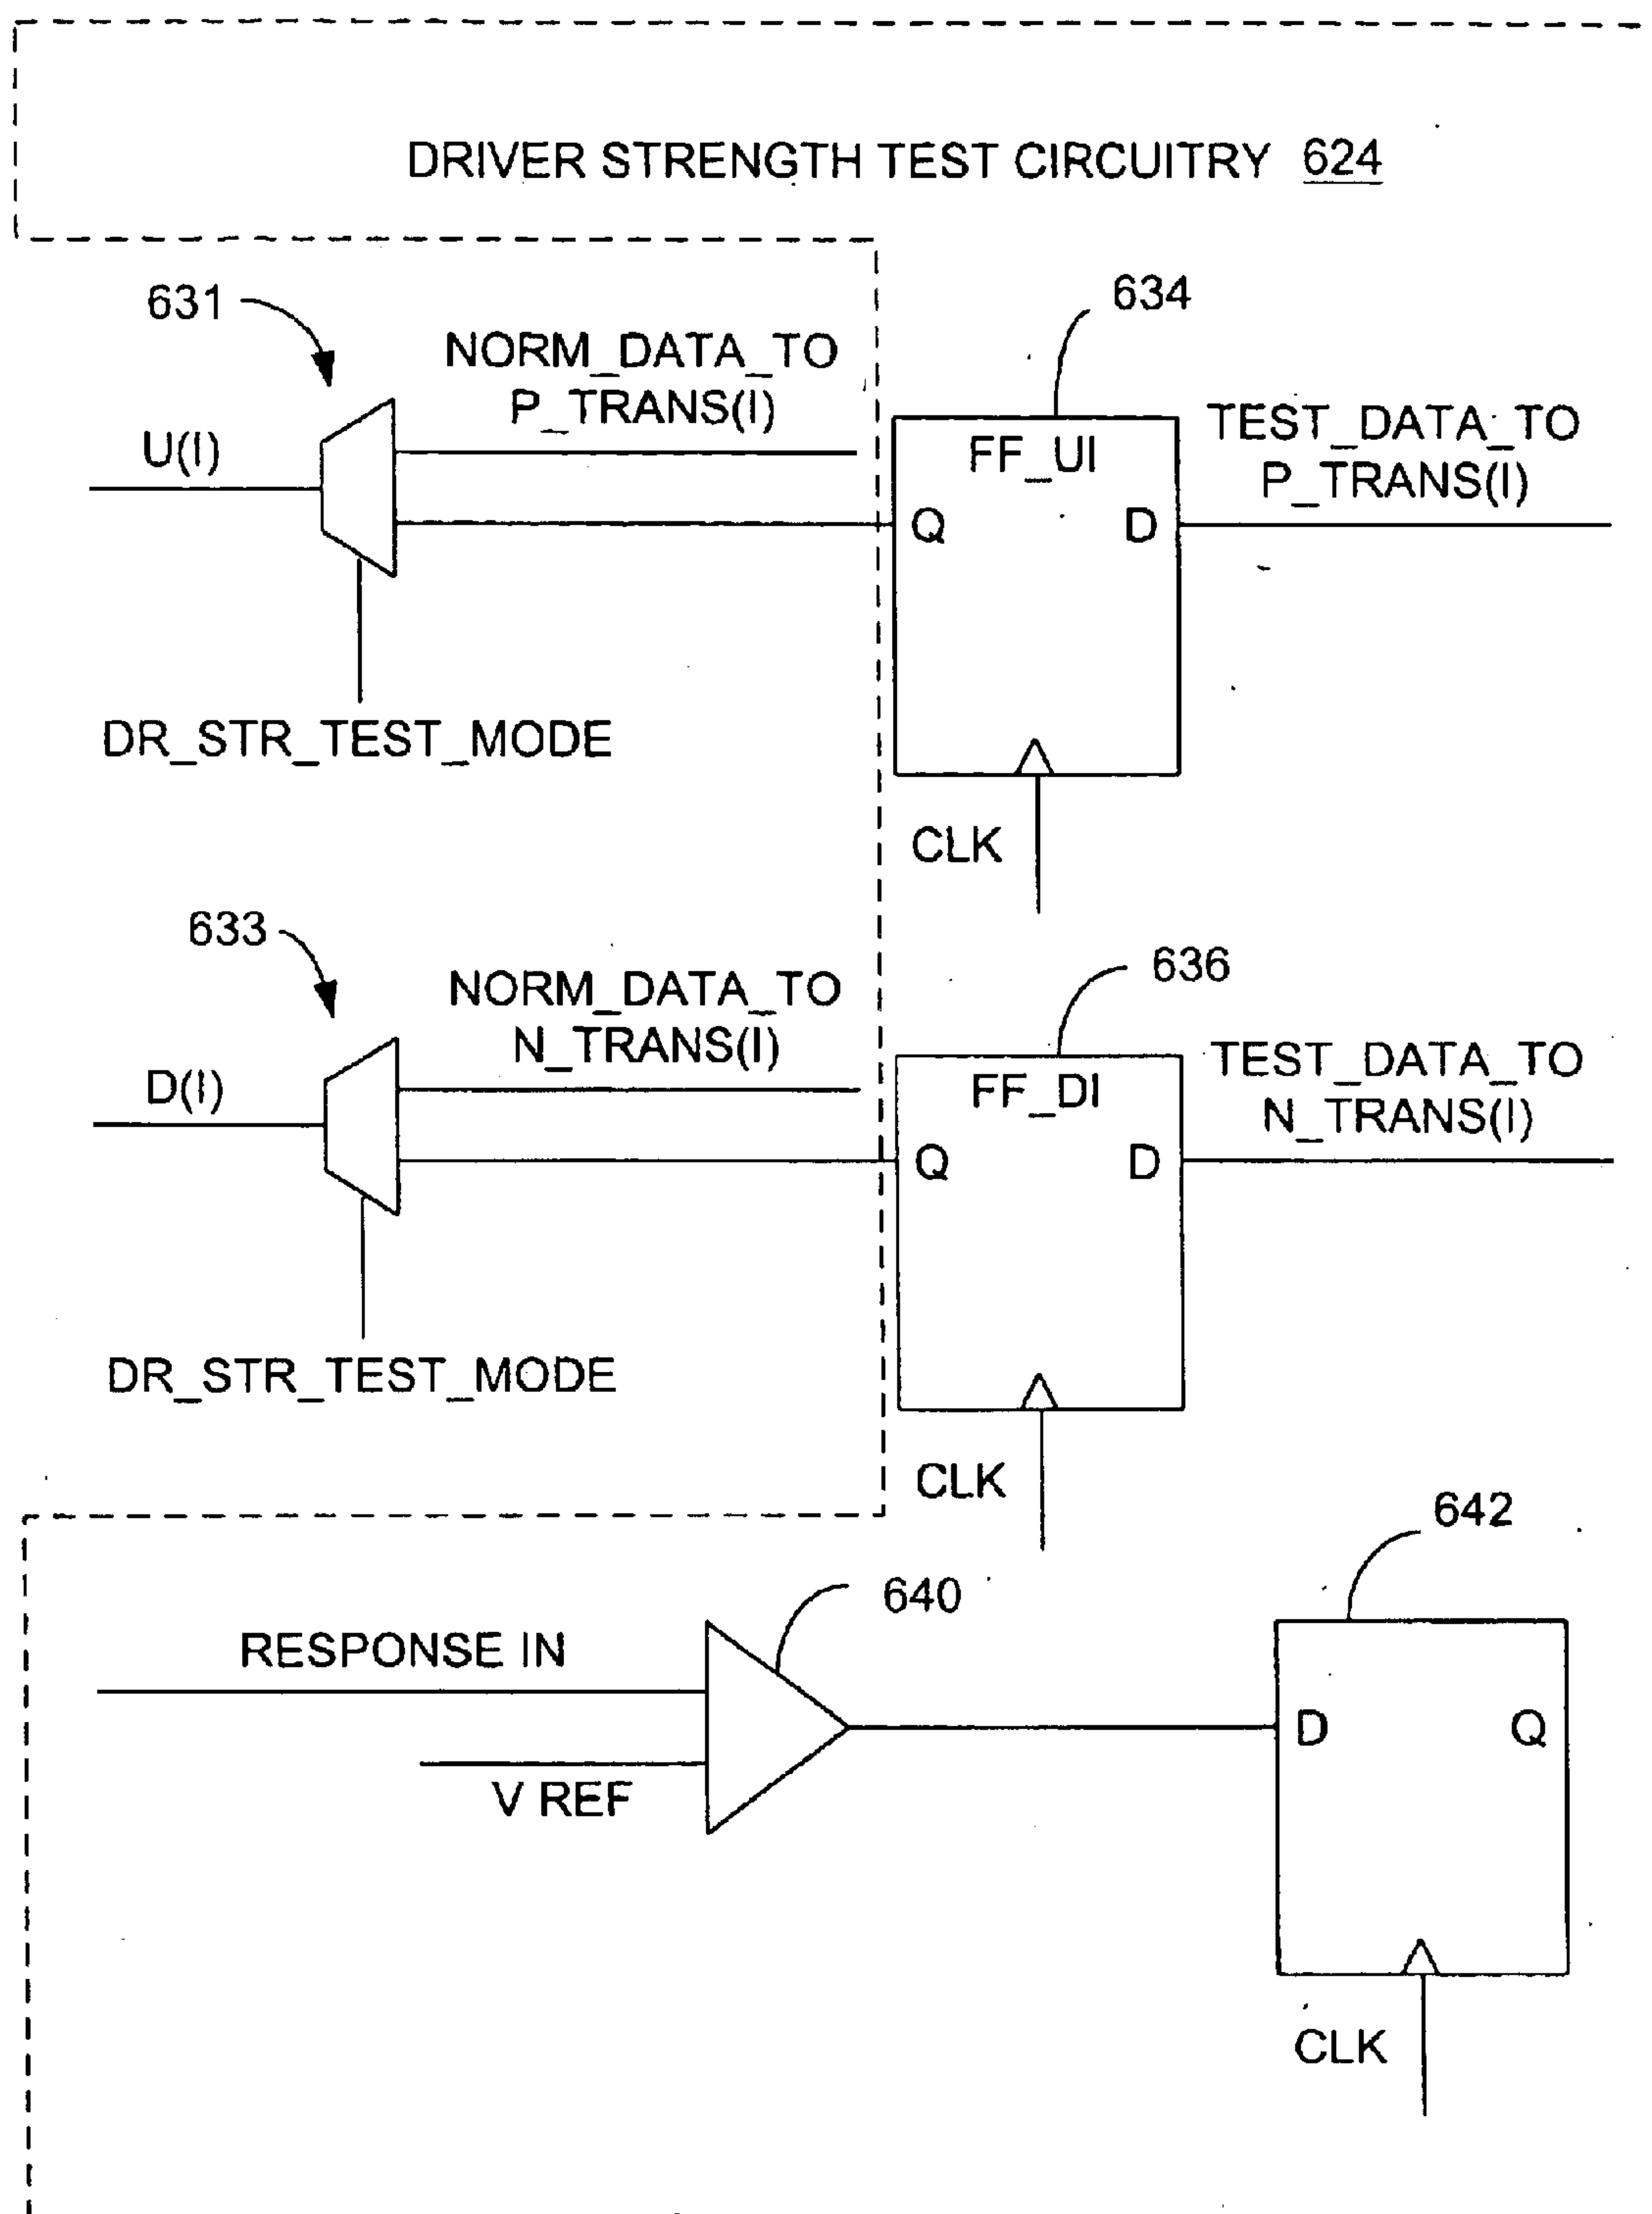 DRIVER STRENGTH TEST CIRCUITRY 624
631
NORM_DATA_TO
P_TRANS(I)
U(I)
DR_STR_TEST_MODE
634
FF_UI
Q D
CLK
TEST_DATA_TO
P_TRANS(I)
633
NORM_DATA_TO
N_TRANS(I)
D(I)
DR_STR_TEST_MODE
636
FF_DI
Q D
CLK
TEST_DATA_TO
N_TRANS(I)
RESPONSE IN
V REF
640
642
D Q
CLK